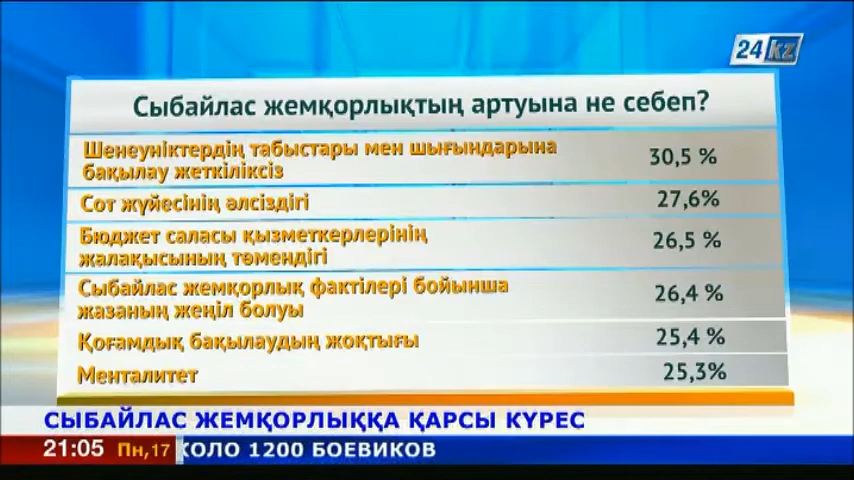 24kz
Сыбайлас жемқорлықтың артуына не себеп?
Шенеуніктердің табыстары мен шығындарына
бақылау жеткіліксіз
30,5 %
Сот жүйесінің әлсіздігі
27,6%
Бюджет саласы қызметкерлерінің
жалақысының төмендігі
26,5 %
Сыбайлас жемқорлық фактілері бойынша
жазаның жеңіл болуы
26,4 %
Қоғамдық бақылаудың жоқтығы
25,4 %
Менталитет
25,3%
СЫБАЙЛАС ЖЕМҚОРЛЫҚҚА ҚАРСЫ КҮРЕС
21:05 Пн,17 КОЛО 1200 БОЕВИКОВ